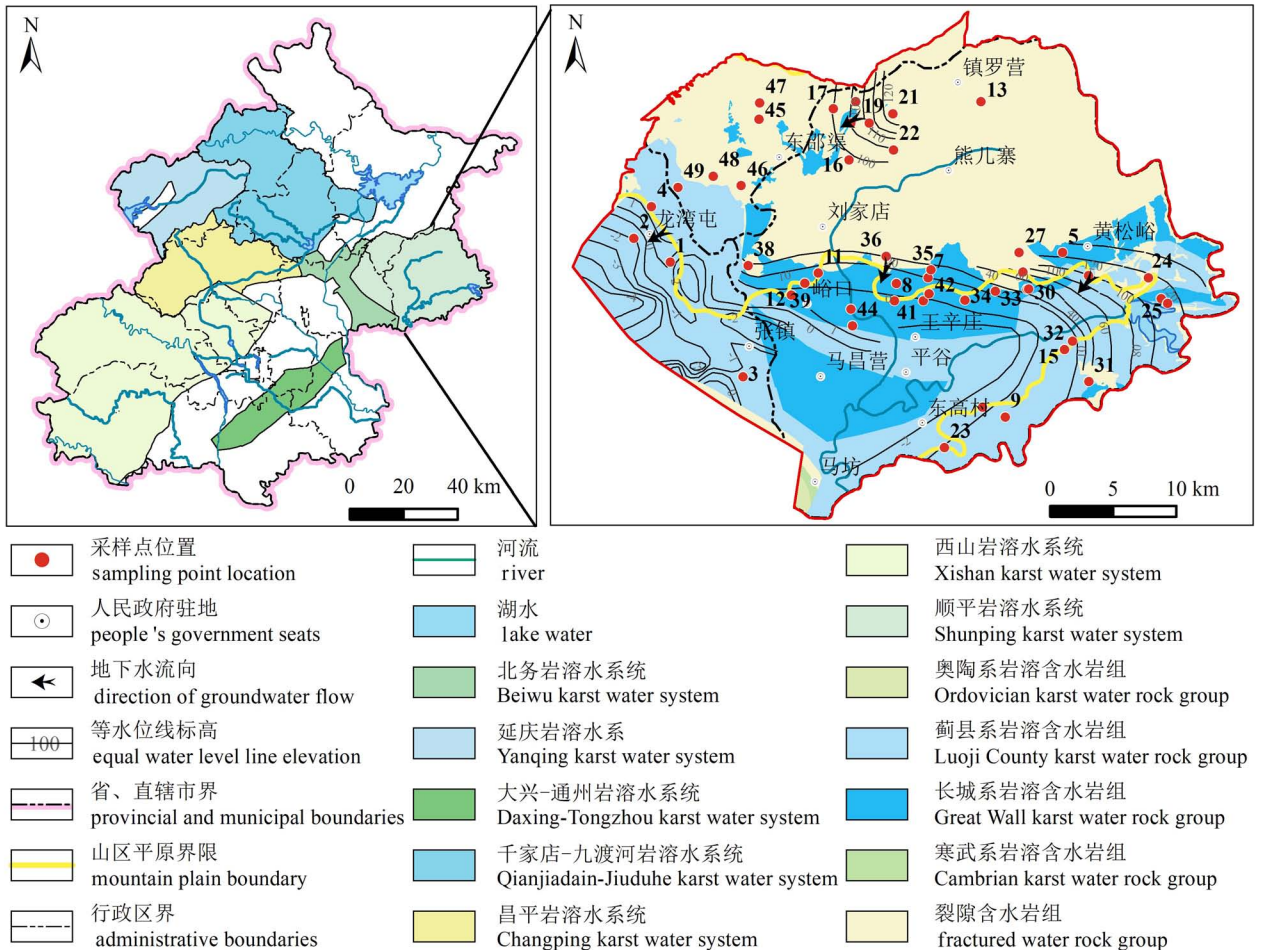 N
0 20 40 km
N
镇罗营
47
17
19
21
13
45
120
110
22
东邵渠
16
100
熊儿寨
49
48
46
4
龙湾屯
刘家店
2
1
38
11
36
35
7
27
5
黄松峪
24
12
39
峪口
8
42
41
34
33
30
100
25
44
王辛庄
张镇
马昌营
平谷
32
15
31
3
东高村
9
23
马坊
0 5 10 km
采样点位置
sampling point location
人民政府驻地
people 's government seats
地下水流向
direction of groundwater flow
100
等水位线标高
equal water level line elevation
省、直辖市界
provincial and municipal boundaries
山区平原界限
mountain plain boundary
行政区界
administrative boundaries
河流
river
湖水
lake water
北务岩溶水系统
Beiwu karst water system
延庆岩溶水系
Yanqing karst water system
大兴-通州岩溶水系统
Daxing-Tongzhou karst water system
千家店-九渡河岩溶水系统
Qianjiadain-Jiuduhe karst water system
昌平岩溶水系统
Changping karst water system
西山岩溶水系统
Xishan karst water system
顺平岩溶水系统
Shunping karst water system
奥陶系岩溶含水岩组
Ordovician karst water rock group
蓟县系岩溶含水岩组
Luoji County karst water rock group
长城系岩溶含水岩组
Great Wall karst water rock group
寒武系岩溶含水岩组
Cambrian karst water rock group
裂隙含水岩组
fractured water rock group